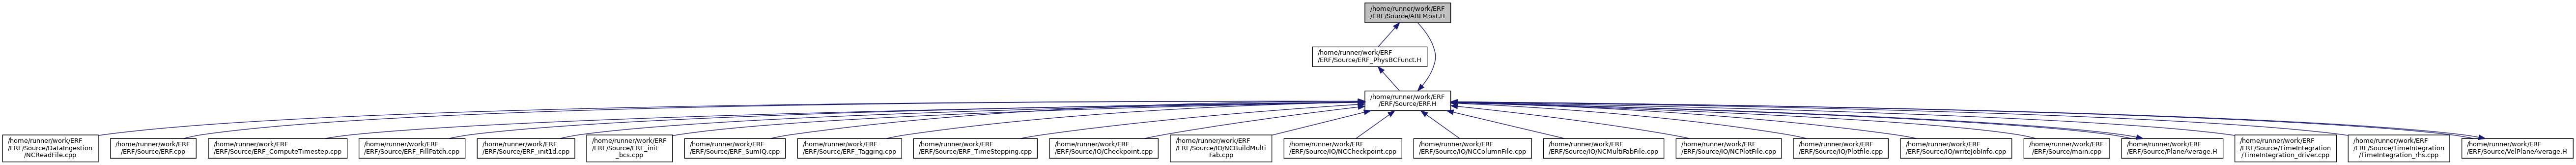 /home/runner/work/ERF
/ERF/Source/ABLMost.H
/home/runner/work/ERF
/ERF/Source/ERF_PhysBCFunct.H
/home/runner/work/ERF
/ERF/Source/ERF.H
/home/runner/work/ERF
/ERF/Source/DataIngestion
/NCReadFile.cpp
/home/runner/work/ERF
/ERF/Source/ERF.cpp
/home/runner/work/ERF
/ERF/Source/ERF_ComputeTimestep.cpp
/home/runner/work/ERF
/ERF/Source/ERF_FillPatch.cpp
/home/runner/work/ERF
/ERF/Source/ERF_init1d.cpp
/home/runner/work/ERF
/ERF/Source/ERF_init
_bcs.cpp
/home/runner/work/ERF
/ERF/Source/ERF_SumIQ.cpp
/home/runner/work/ERF
/ERF/Source/ERF_Tagging.cpp
/home/runner/work/ERF
/ERF/Source/ERF_TimeStepping.cpp
/home/runner/work/ERF
/ERF/Source/IO/Checkpoint.cpp
/home/runner/work/ERF
/ERF/Source/IO/NCBuildMulti
Fab.cpp
/home/runner/work/ERF
/ERF/Source/IO/NCCheckpoint.cpp
/home/runner/work/ERF
/ERF/Source/IO/NCColumnFile.cpp
/home/runner/work/ERF
/ERF/Source/IO/NCMultiFabFile.cpp
/home/runner/work/ERF
/ERF/Source/IO/NCPlotFile.cpp
/home/runner/work/ERF
/ERF/Source/IO/Plotfile.cpp
/home/runner/work/ERF
/ERF/Source/IO/writeJobInfo.cpp
/home/runner/work/ERF
/ERF/Source/main.cpp
/home/runner/work/ERF
/ERF/Source/PlaneAverage.H
/home/runner/work/ERF
/ERF/Source/TimeIntegration
/TimeIntegration_driver.cpp
/home/runner/work/ERF
/ERF/Source/TimeIntegration
/TimeIntegration_rhs.cpp
/home/runner/work/ERF
/ERF/Source/VelPlaneAverage.H